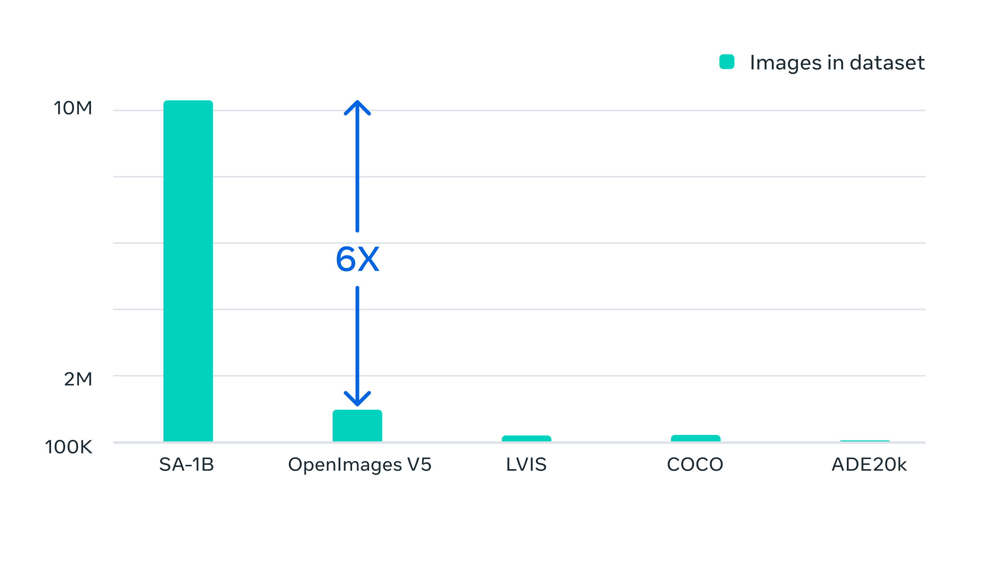 Images in dataset
10M
6X
2M
100K
SA-1B
OpenImages V5
LVIS
COCO
ADE20k